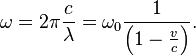 ω = 2π c/λ = ω₀ 1/(1 − v/c).